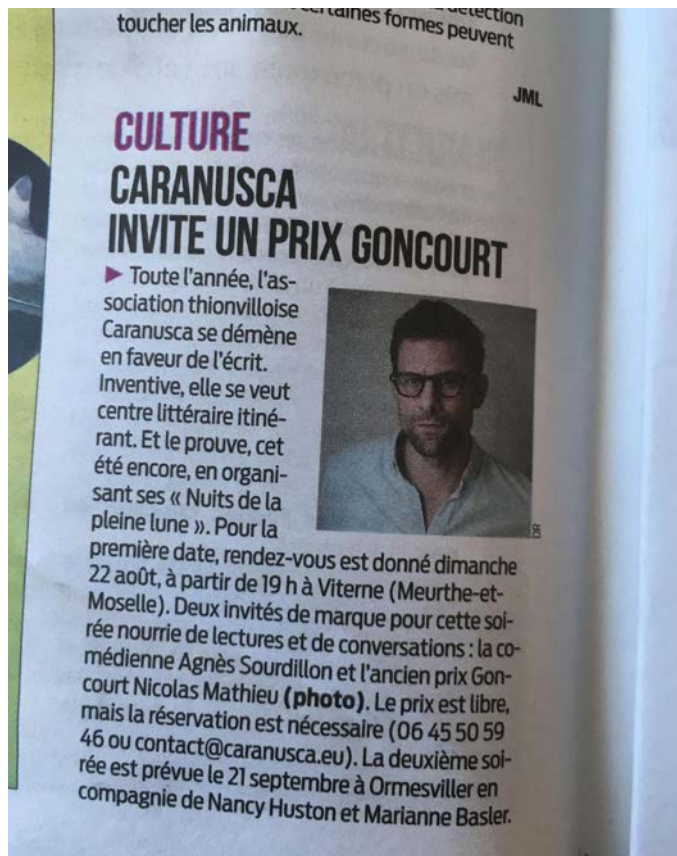 détection
certaines formes peuvent
toucher les animaux.
JML
CULTURE
CARANUSCA
INVITE UN PRIX GONCOURT
► Toute l'année, l'as-
sociation thionvilloise
Caranusca se démène
en faveur de l'écrit.
Inventive, elle se veut
centre littéraire itiné-
rant. Et le prouve, cet
été encore, en organi-
sant ses « Nuits de la
pleine lune ». Pour la
première date, rendez-vous est donné dimanche
22 août, à partir de 19 h à Viterne (Meurthe-et-
Moselle). Deux invités de marque pour cette soi-
rée nourrie de lectures et de conversations : la co-
médienne Agnès Sourdillon et l'ancien prix Gon-
court Nicolas Mathieu (photo). Le prix est libre,
mais la réservation est nécessaire (06 45 50 59
46 ou contact@caranusca.eu). La deuxième soi-
rée est prévue le 21 septembre à Ormesviller en
compagnie de Nancy Huston et Marianne Basler.
DR